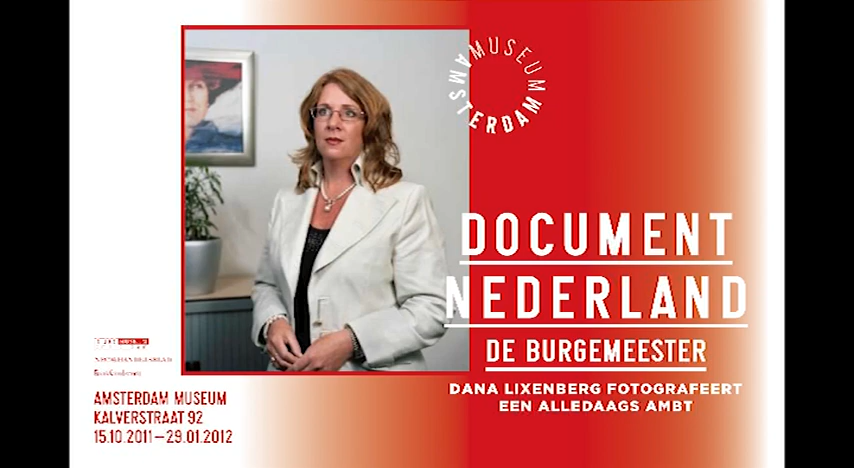 AMSTERDAM MUSEUM
DOCUMENT
NEDERLAND
DE BURGEMEESTER
DANA LIXENBERG FOTOGRAFEERT
EEN ALLEDAAGS AMBT
AMSTERDAM MUSEUM
KALVERSTRAAT 92
15.10.2011—29.01.2012